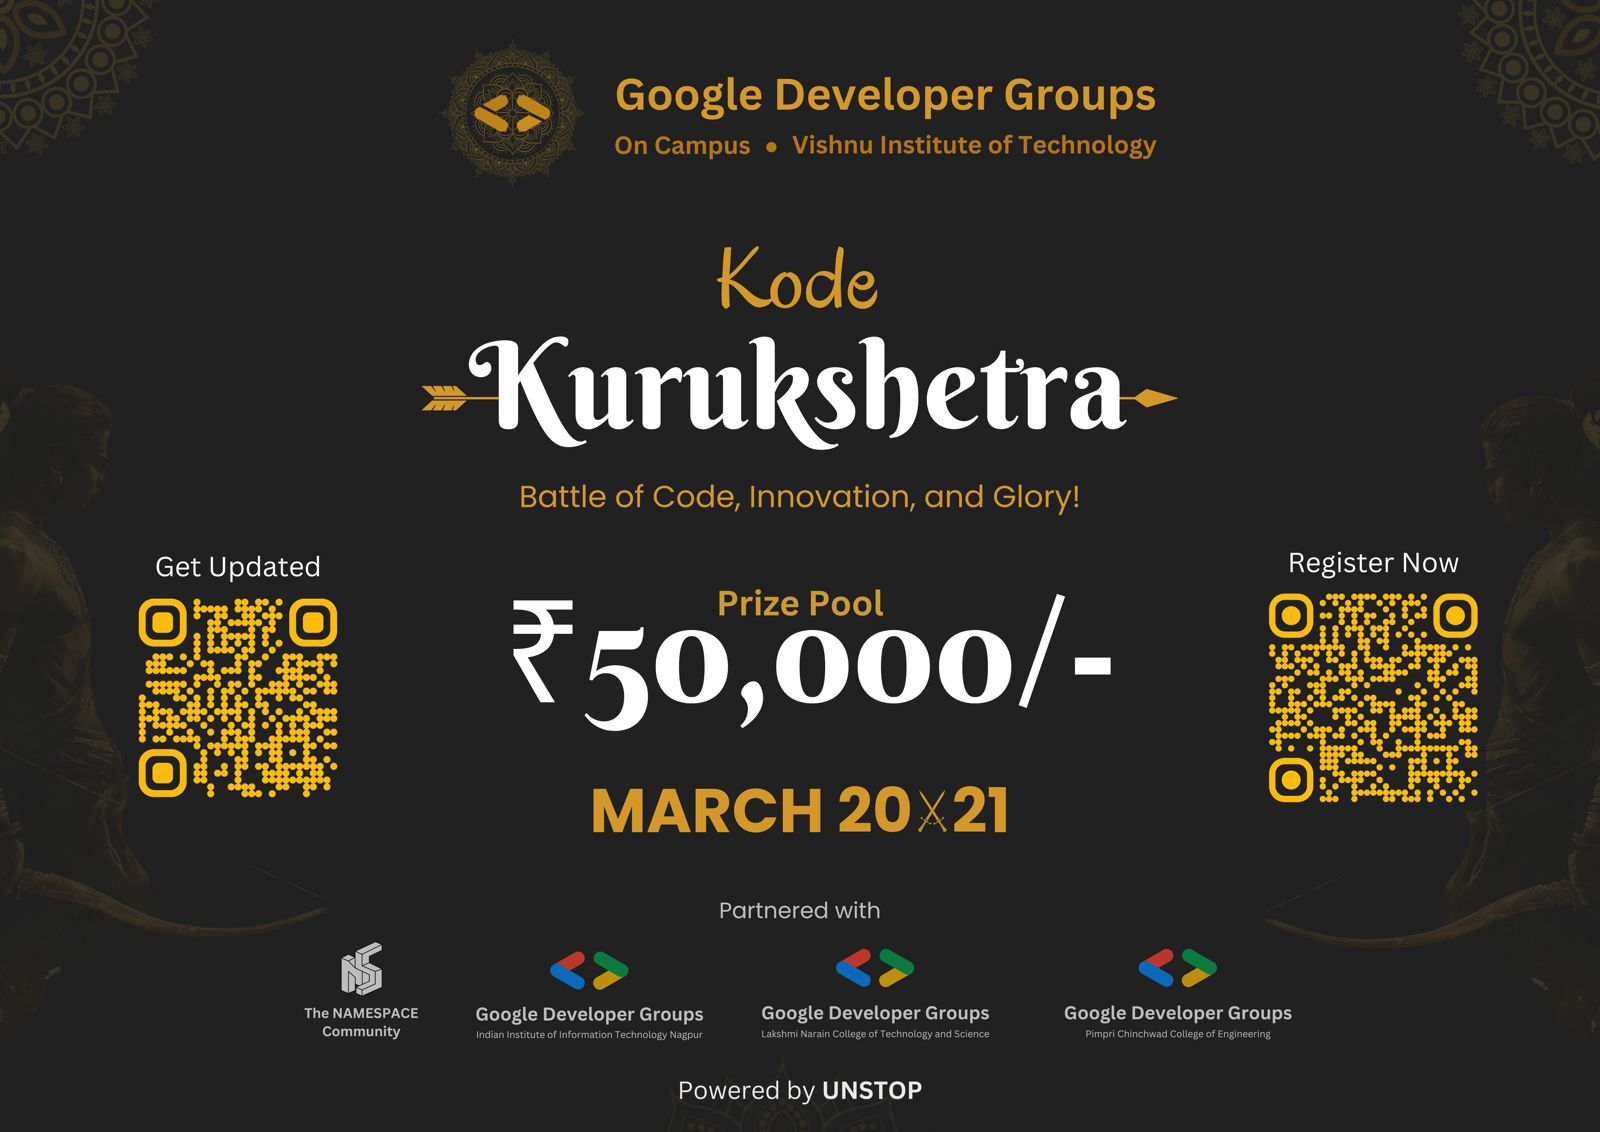 Google Developer Groups
On Campus • Vishnu Institute of Technology
Kode
Kurukshetra
Battle of Code, Innovation, and Glory!
Get Updated
Register Now
Prize Pool
₹50,000/-
MARCH 20 21
Partnered with
NS
The NAMESPACE
Community
Google Developer Groups
Indian Institute of Information Technology Nagpur
Google Developer Groups
Lakshmi Narain College of Technology and Science
Google Developer Groups
Pimpri Chinchwad College of Engineering
Powered by UNSTOP